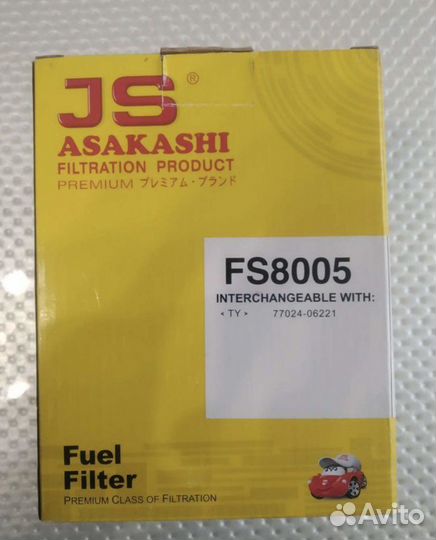 JS®
ASAKASHI
FILTRATION PRODUCT
PREMIUM プレミアム・ブランド
FS8005
INTERCHANGEABLE WITH:
< TY > 77024-06221
Fuel
Filter
PREMIUM CLASS OF FILTRATION
Avito